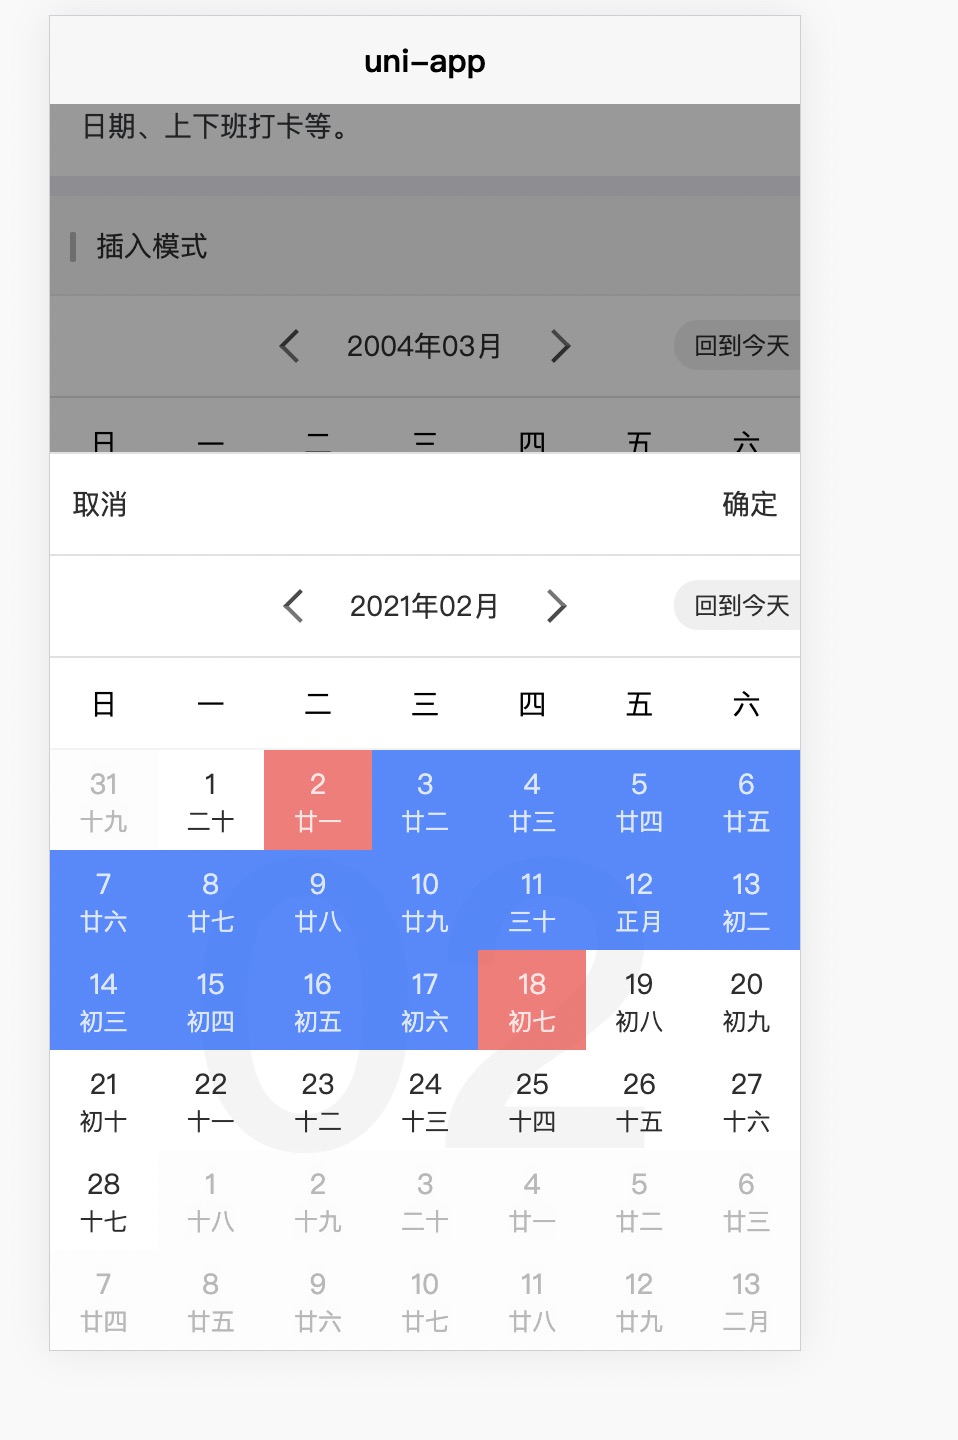 uni-app
日期、上下班打卡等。
插入模式
2004年03月 回到今天
日 一 二 三 四 五 六
取消 确定
2021年02月 回到今天
日 一 二 三 四 五 六
31 1 2 3 4 5 6
十九 二十 廿一 廿二 廿三 廿四 廿五
7 8 9 10 11 12 13
廿六 廿七 廿八 廿九 三十 正月 初二
14 15 16 17 18 19 20
初三 初四 初五 初六 初七 初八 初九
02
21 22 23 24 25 26 27
初十 十一 十二 十三 十四 十五 十六
28 1 2 3 4 5 6
十七 十八 十九 二十 廿一 廿二 廿三
7 8 9 10 11 12 13
廿四 廿五 廿六 廿七 廿八 廿九 二月